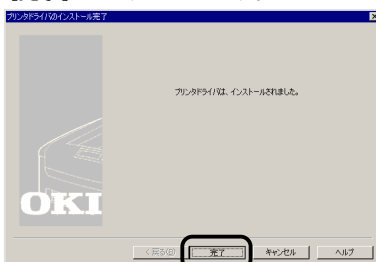 プリンタドライバのインストール完了
プリンタドライバは、インストールされました。
OKI
< 戻る(B)
完了
キャンセル
ヘルプ